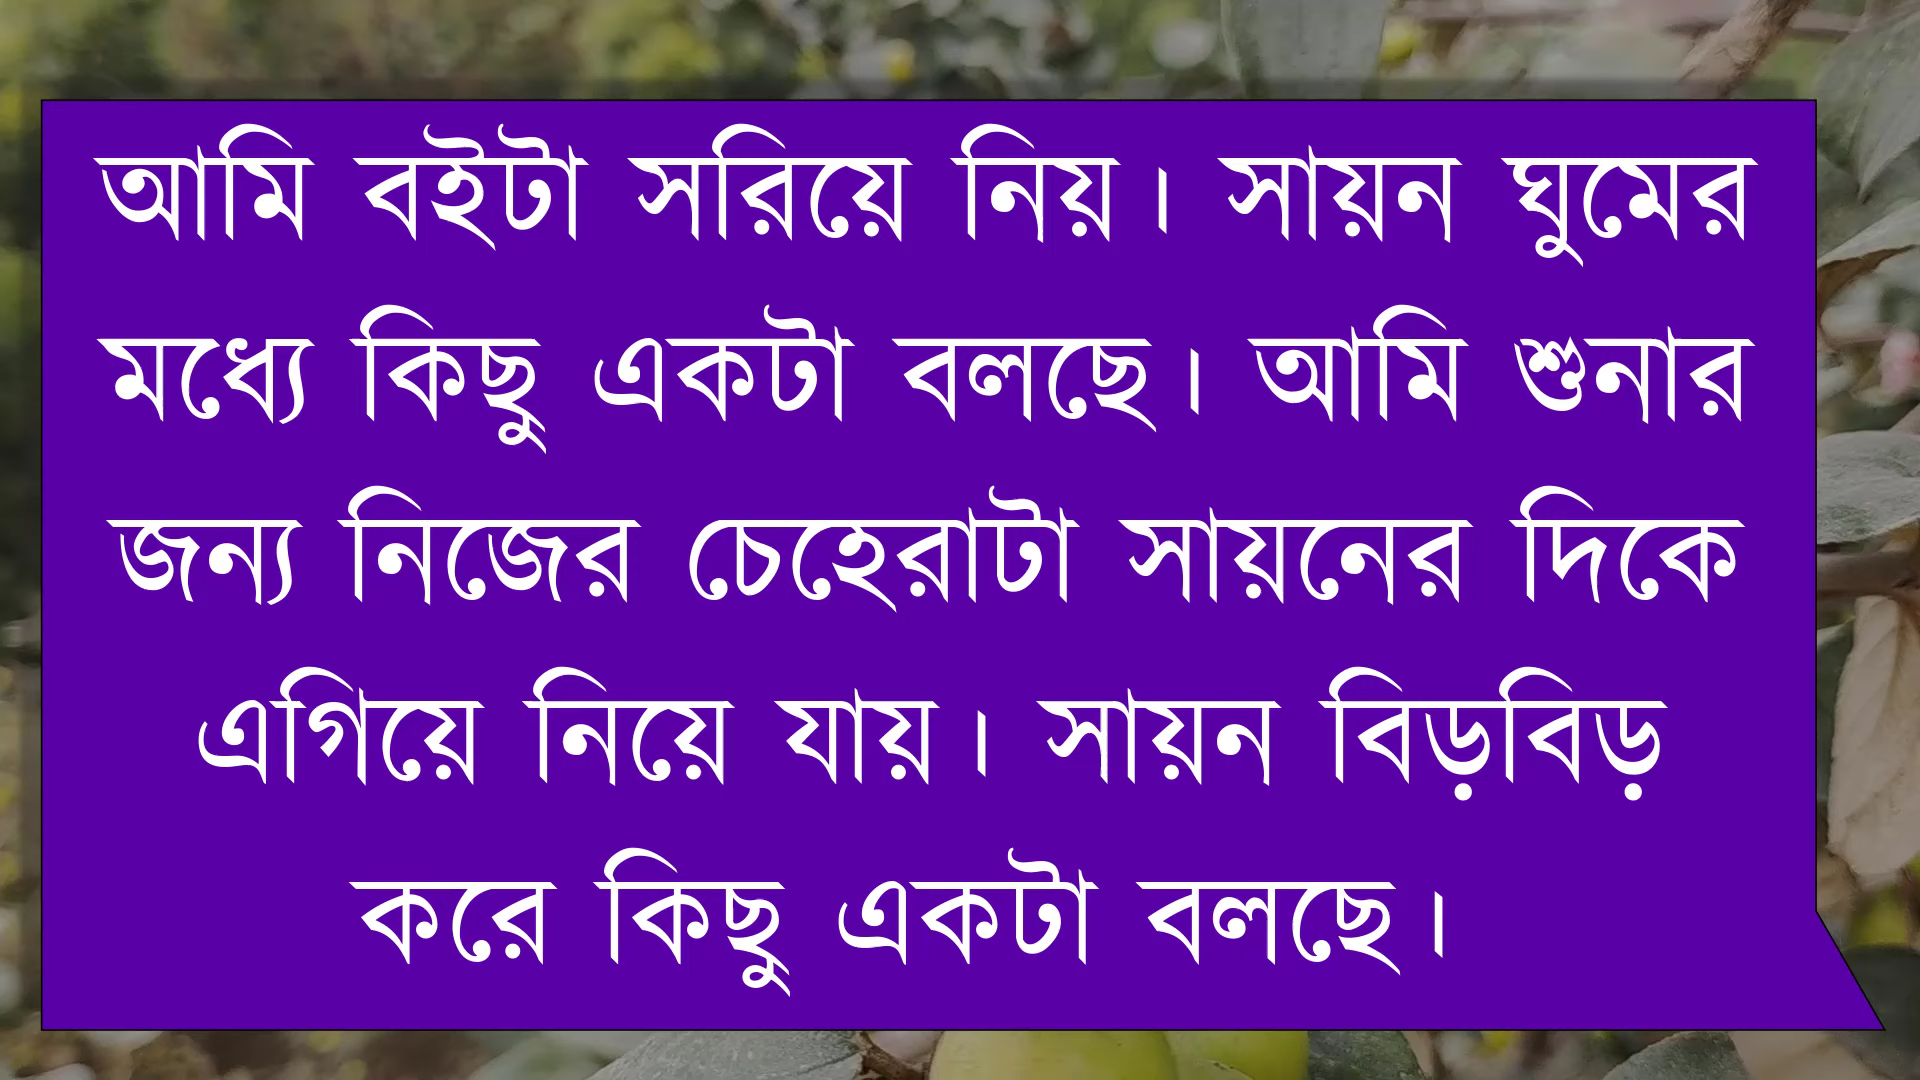 আমি বইটা সরিয়ে নিয়। সায়ন ঘুমের
মধ্যে কিছু একটা বলছে। আমি শুনার
জন্য নিজের চেহেরাটা সায়নের দিকে
এগিয়ে নিয়ে যায়। সায়ন বিড়বিড়
করে কিছু একটা বলছে।